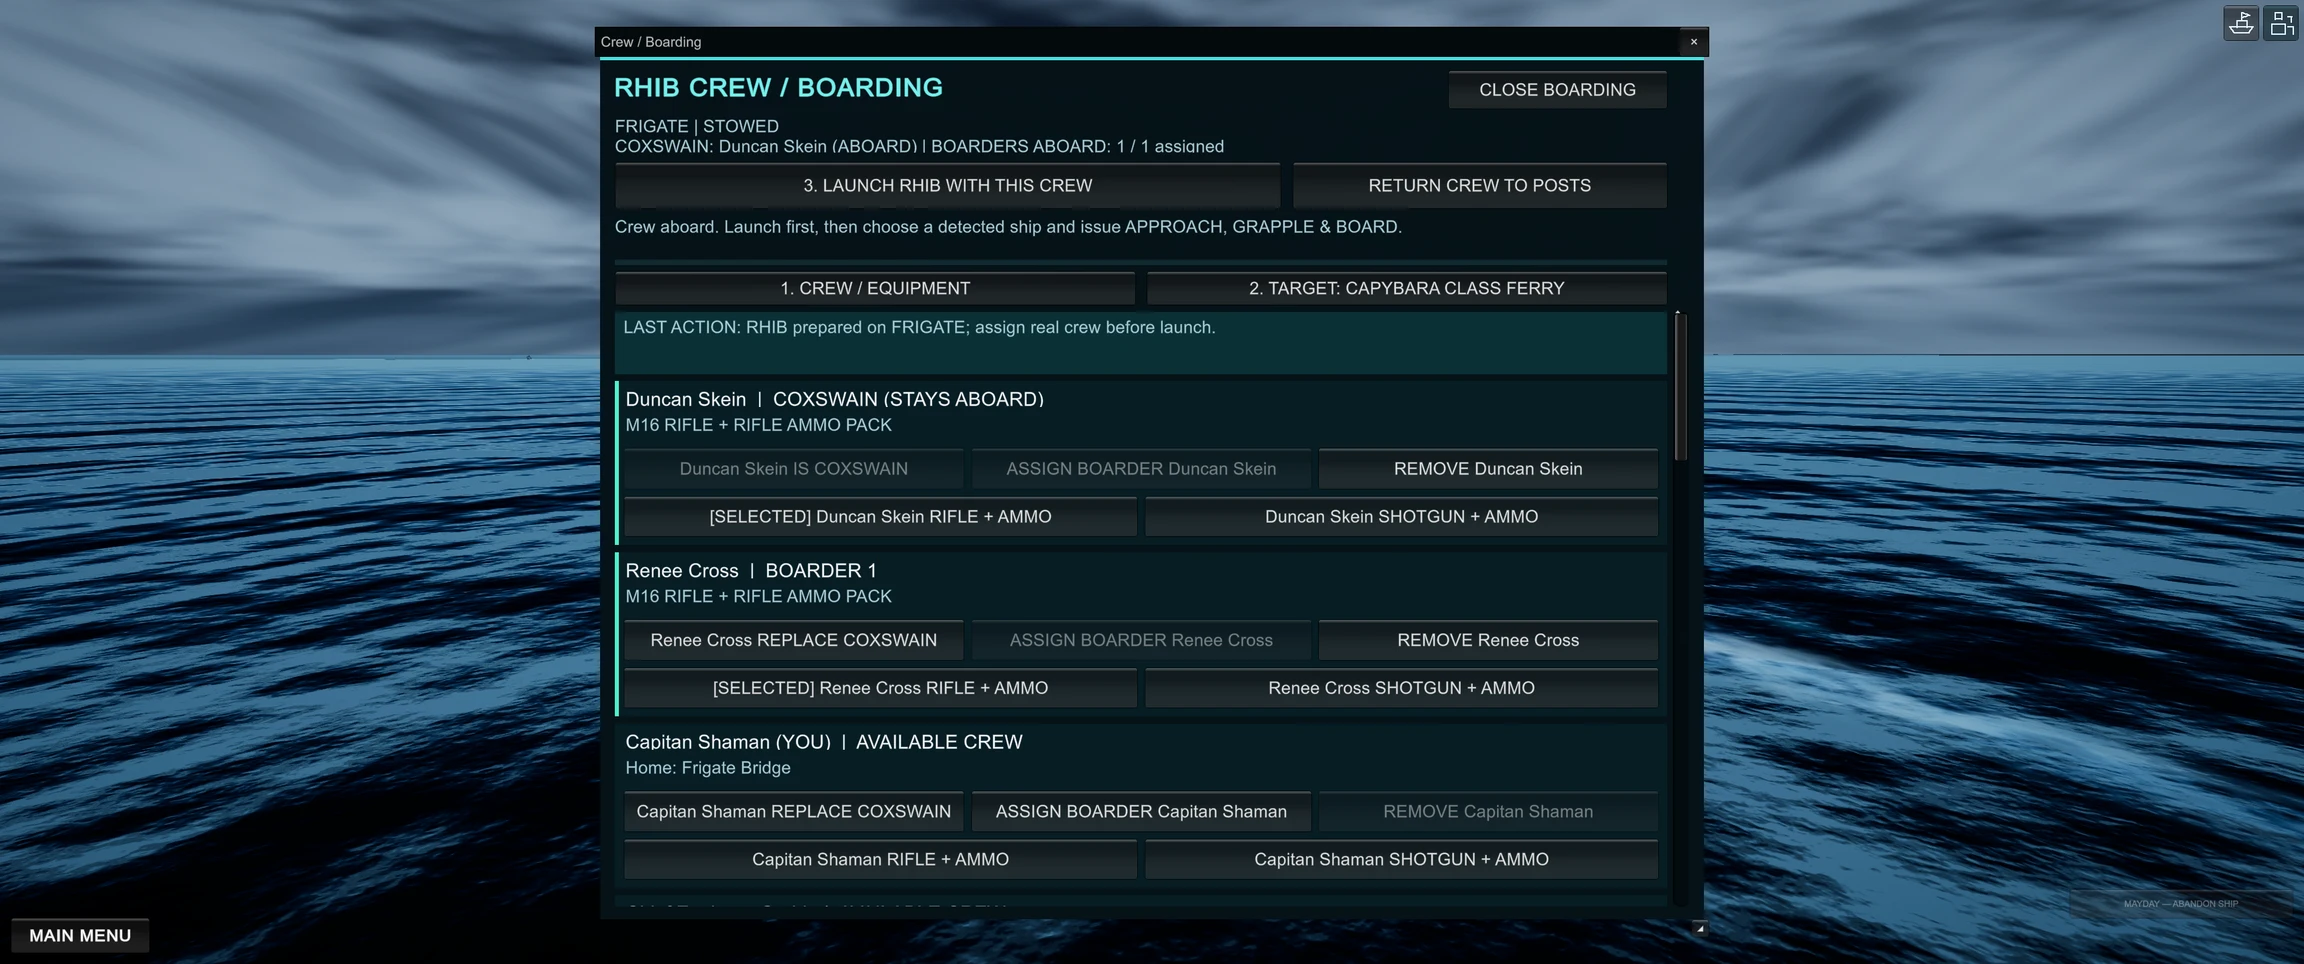 Crew / Boarding
×
RHIB CREW / BOARDING
CLOSE BOARDING
FRIGATE | STOWED
COXSWAIN: Duncan Skein (ABOARD) | BOARDERS ABOARD: 1 / 1 assigned
3. LAUNCH RHIB WITH THIS CREW
RETURN CREW TO POSTS
Crew aboard. Launch first, then choose a detected ship and issue APPROACH, GRAPPLE & BOARD.
1. CREW / EQUIPMENT
2. TARGET: CAPYBARA CLASS FERRY
LAST ACTION: RHIB prepared on FRIGATE; assign real crew before launch.
Duncan Skein | COXSWAIN (STAYS ABOARD)
M16 RIFLE + RIFLE AMMO PACK
Duncan Skein IS COXSWAIN
ASSIGN BOARDER Duncan Skein
REMOVE Duncan Skein
[SELECTED] Duncan Skein RIFLE + AMMO
Duncan Skein SHOTGUN + AMMO
Renee Cross | BOARDER 1
M16 RIFLE + RIFLE AMMO PACK
Renee Cross REPLACE COXSWAIN
ASSIGN BOARDER Renee Cross
REMOVE Renee Cross
[SELECTED] Renee Cross RIFLE + AMMO
Renee Cross SHOTGUN + AMMO
Capitan Shaman (YOU) | AVAILABLE CREW
Home: Frigate Bridge
Capitan Shaman REPLACE COXSWAIN
ASSIGN BOARDER Capitan Shaman
REMOVE Capitan Shaman
Capitan Shaman RIFLE + AMMO
Capitan Shaman SHOTGUN + AMMO
MAYDAY — ABANDON SHIP
MAIN MENU